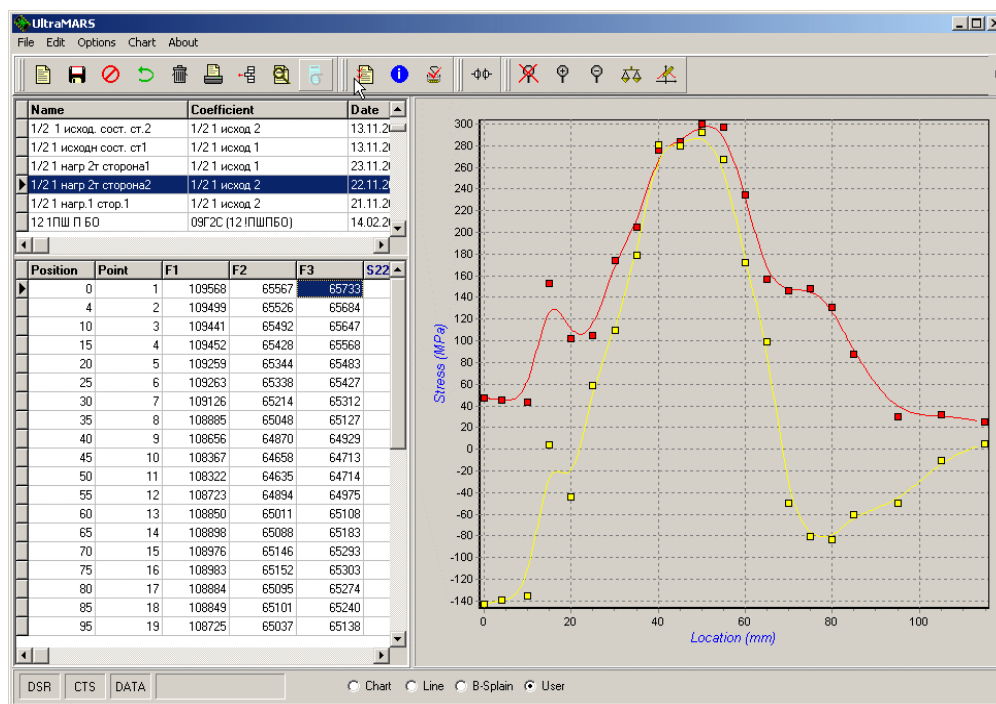 UltraMARS
File Edit Options Chart About
Name Coefficient Date
1/2 1 исход. сост. ст.2 1/2 1 исход 2 13.11.20
1/2 1 исходн сост. ст1 1/2 1 исход 1 13.11.20
1/2 1 нагр 2т сторона1 1/2 1 исход 1 23.11.20
1/2 1 нагр 2т сторона2 1/2 1 исход 2 22.11.20
1/2 1 нагр.1 стор.1 1/2 1 исход 2 21.11.20
12 1ПШ П БО 09Г2С (12 !ПШПБО) 14.02.20
Position Point F1 F2 F3 S22
0 1 109568 65567 65733
4 2 109499 65526 65684
10 3 109441 65492 65647
15 4 109452 65428 65568
20 5 109259 65344 65483
25 6 109263 65338 65427
30 7 109126 65214 65312
35 8 108885 65048 65127
40 9 108656 64870 64929
45 10 108367 64658 64713
50 11 108322 64635 64714
55 12 108723 64894 64975
60 13 108850 65011 65108
65 14 108898 65088 65183
70 15 108976 65146 65293
75 16 108983 65152 65303
80 17 108884 65095 65274
85 18 108849 65101 65240
95 19 108725 65037 65138
300
280
260
240
220
200
180
160
140
120
100
80
60
40
20
0
-20
-40
-60
-80
-100
-120
-140
Stress (MPa)
0 20 40 60 80 100
Location (mm)
DSR CTS DATA Chart Line B-Splain User